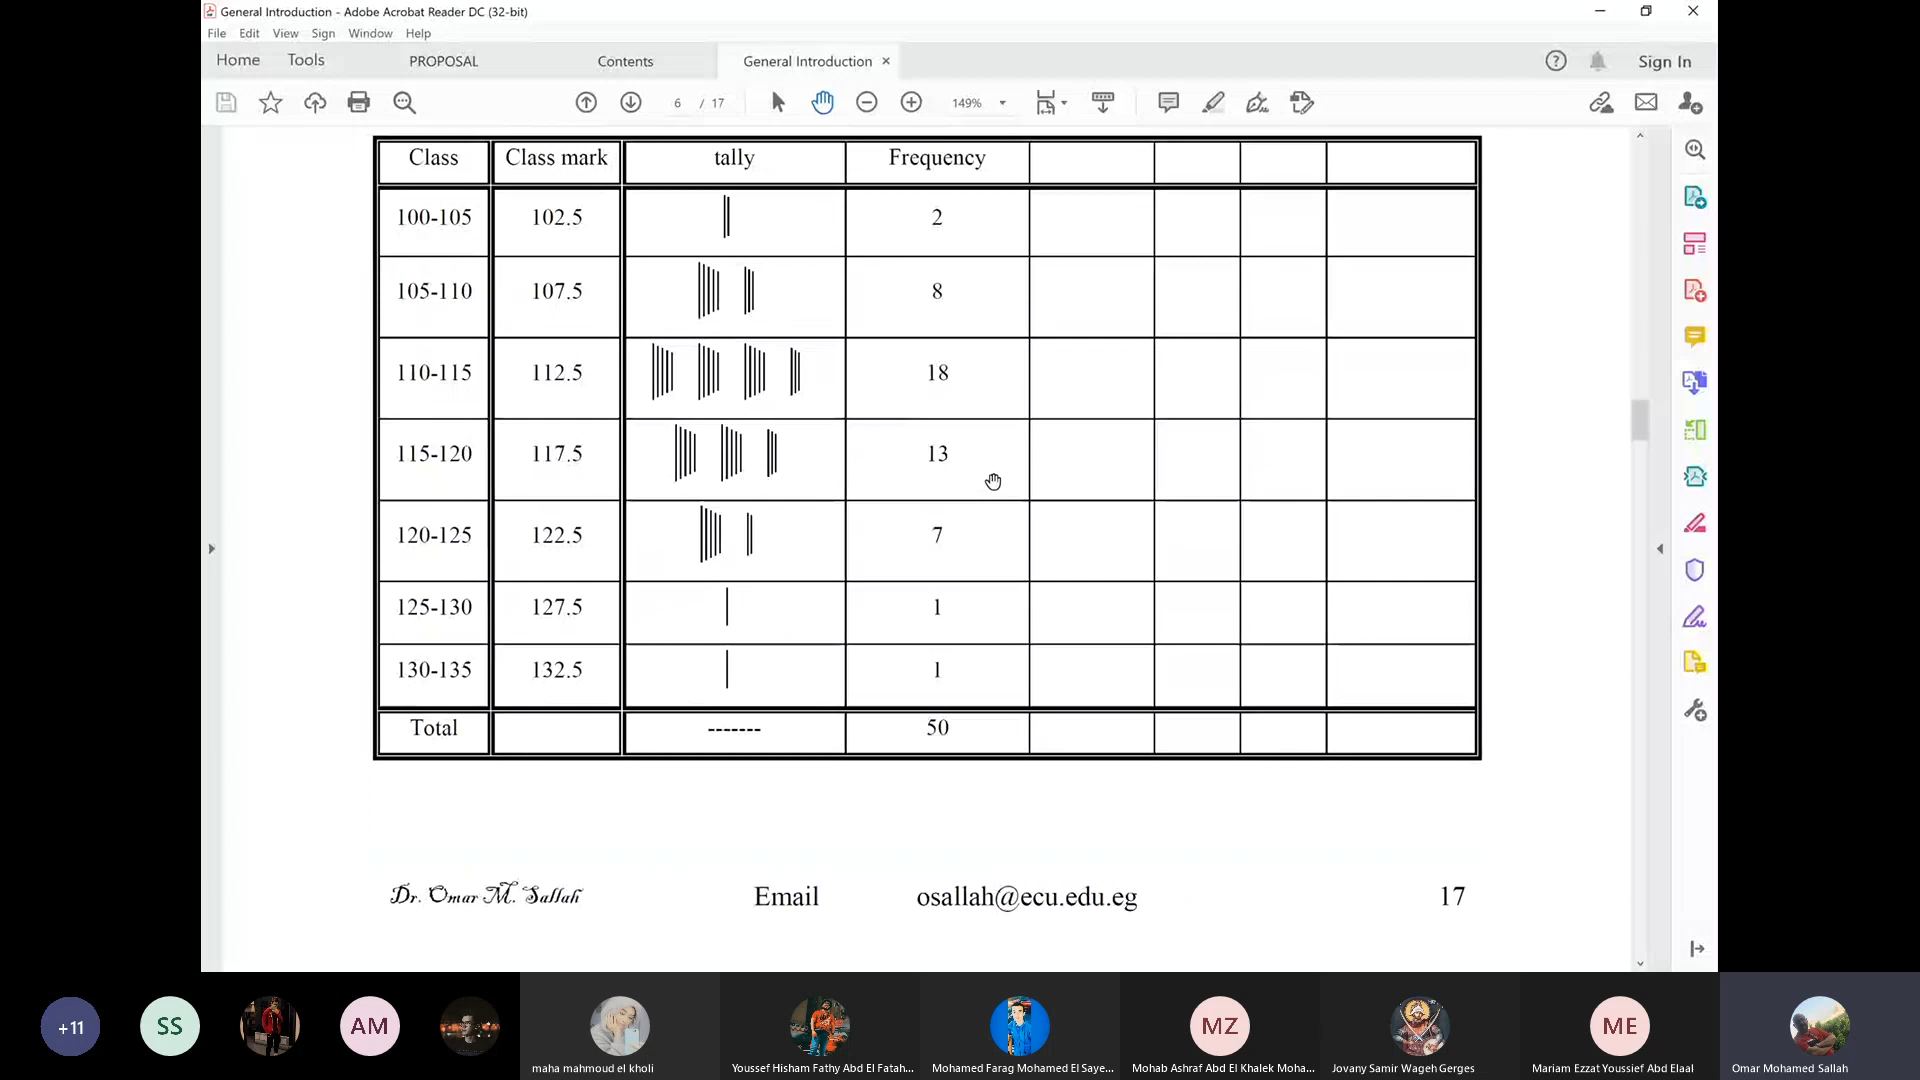 General Introduction - Adobe Acrobat Reader DC (32-bit)
File Edit View Sign Window Help
Home Tools PROPOSAL Contents General Introduction × Sign In
6 / 17 149%
Class Class mark tally Frequency
100-105 102.5 2
105-110 107.5 8
110-115 112.5 18
115-120 117.5 13
120-125 122.5 7
125-130 127.5 1
130-135 132.5 1
Total ------- 50
Dr. Omar M. Sallah Email osallah@ecu.edu.eg 17
+11 SS AM MZ ME
maha mahmoud el kholi Youssef Hisham Fathy Abd El Fatah... Mohamed Farag Mohamed El Saye... Mohab Ashraf Abd El Khalek Moha... Jovany Samir Wageh Gerges Mariam Ezzat Youssief Abd Elaal Omar Mohamed Sallah